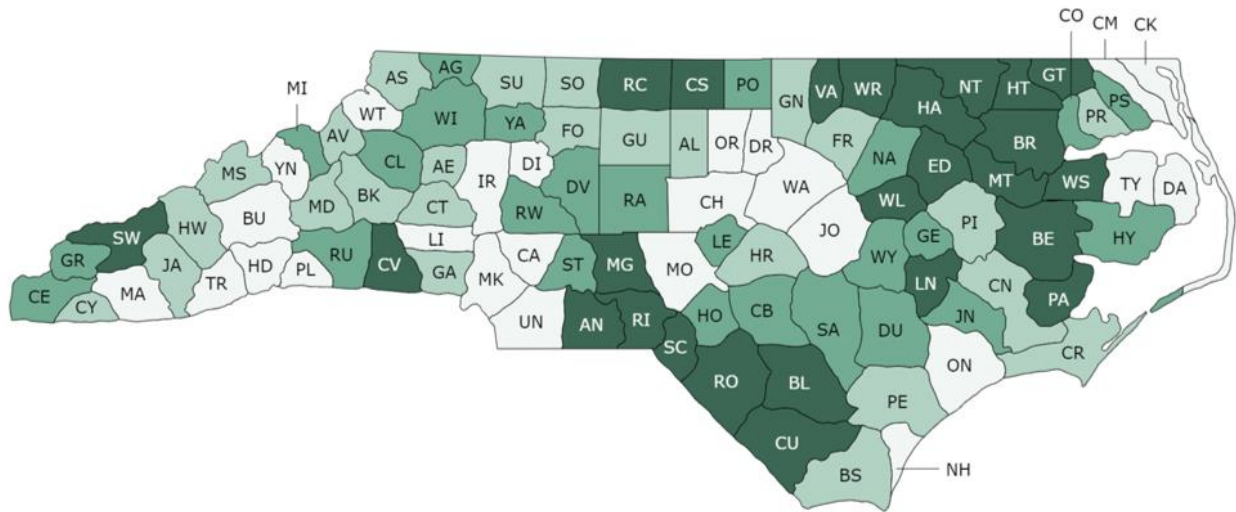 CO CM CK
MI
AS AG SU SO RC CS PO GN VA WR HA NT HT GT PS
WT WI YA FO GU AL OR DR FR NA BR PR
AV CL AE DI DV ED
MS YN BK IR RA WA MT WS TY DA
MD CT RW CH WL
HW BU LI LE JO PI
SW RU CV CA ST MG MO HR GE BE HY
GR JA HD PL GA MK WY
CE CY MA TR LN CN PA
UN AN RI HO CB SA DU JN
SC CR
RO BL ON
PE
CU
BS NH